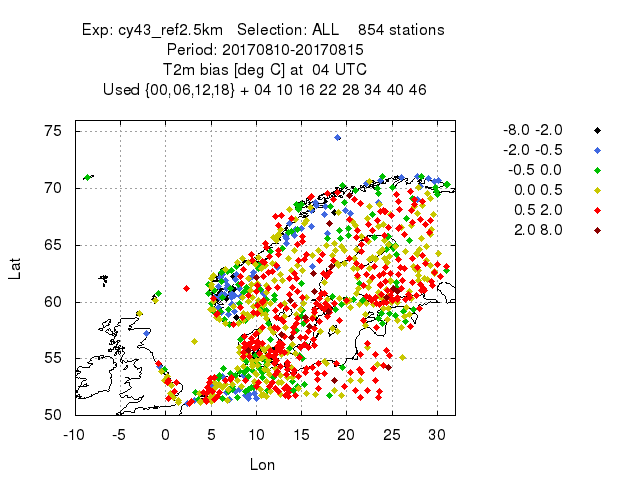 Exp: cy43_ref2.5km   Selection: ALL    854 stations
Period: 20170810-20170815
T2m bias [deg C] at  04 UTC
Used {00,06,12,18} + 04 10 16 22 28 34 40 46
-8.0 -2.0
-2.0 -0.5
-0.5 0.0
0.0 0.5
0.5 2.0
2.0 8.0
75
70
65
60
55
50
Lat
-10 -5 0 5 10 15 20 25 30
Lon